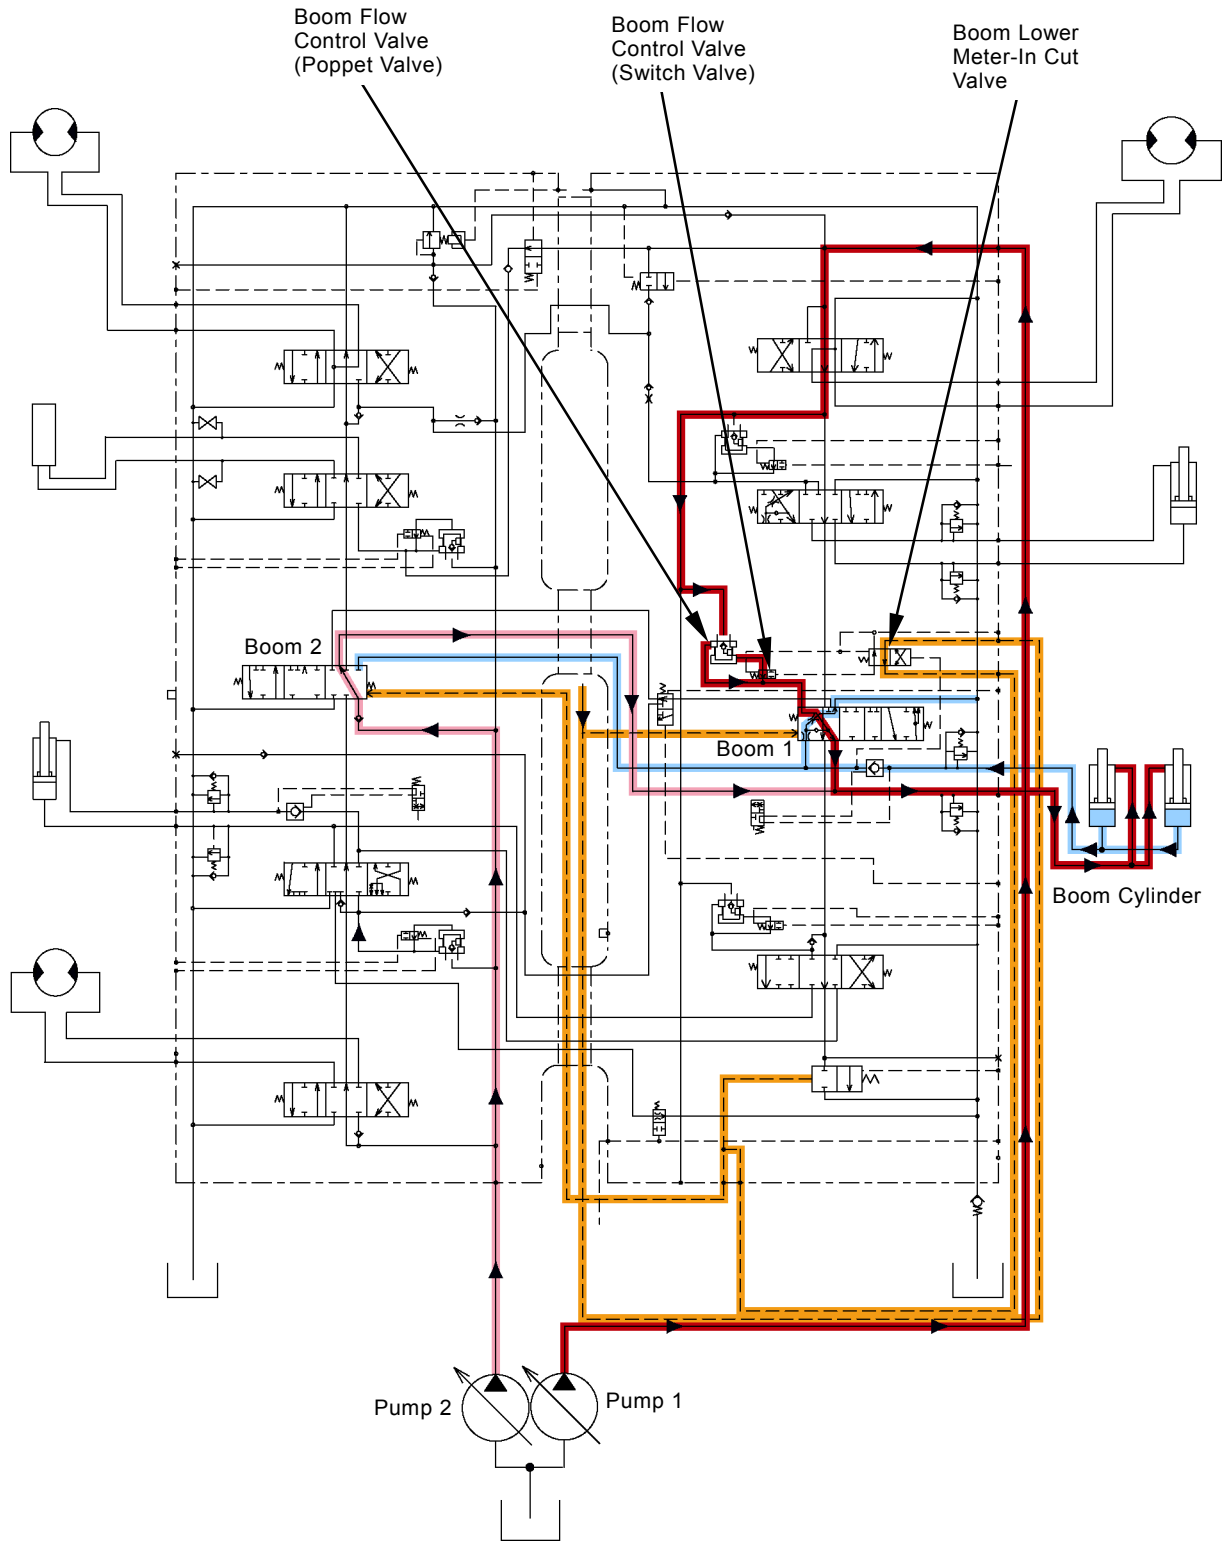 Boom Flow
Control Valve
(Poppet Valve)
Boom Flow
Control Valve
(Switch Valve)
Boom Lower
Meter-In Cut
Valve
Boom 2
Boom 1
Boom Cylinder
Pump 2
Pump 1